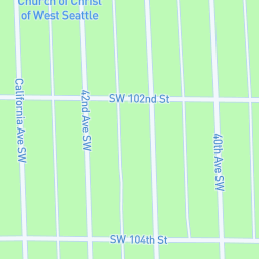 Church of Christ
of West Seattle
SW 102nd St
California Ave SW
42nd Ave SW
40th Ave SW
SW 104th St